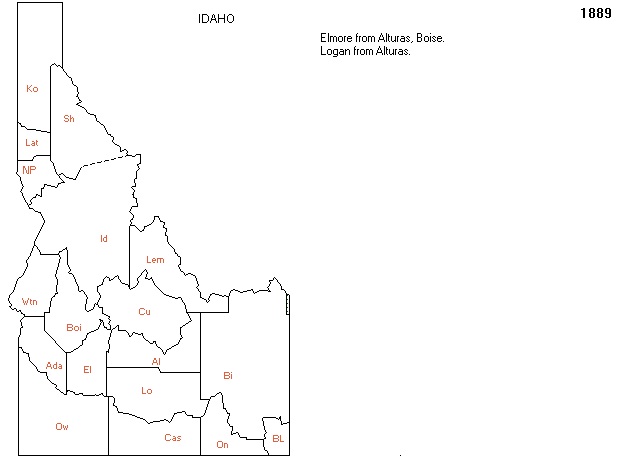 1889
IDAHO
Elmore from Alturas, Boise.
Logan from Alturas.
Ko
Sh
Lat
NP
Id
Lem
Wtn
Cu
Boi
Al
Ada
El
Bi
Lo
Ow
Cas
On
BL